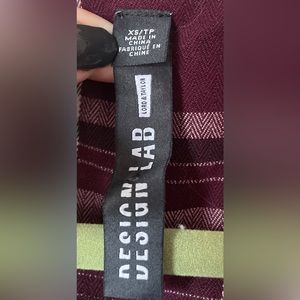 XS/TP
MADE IN
CHINA
FABRIQUÉ EN
CHINE
LORD & TAYLOR
DESIGN LAB